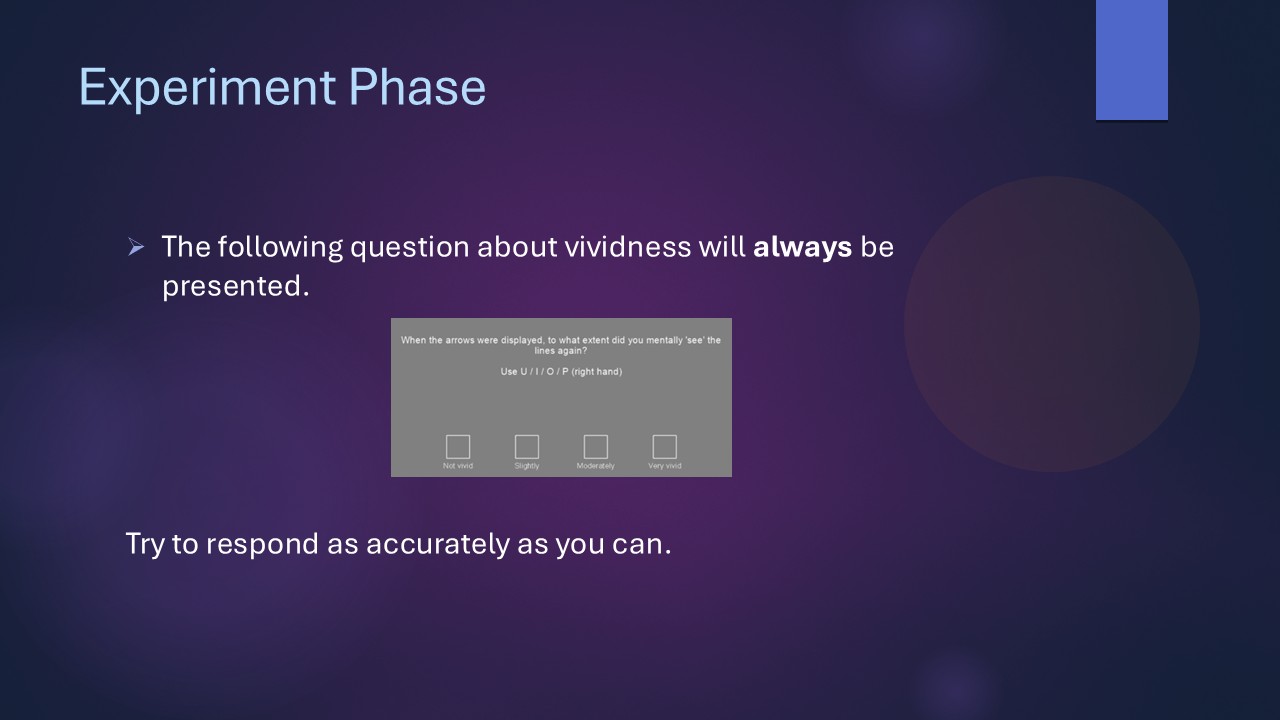 Experiment Phase
The following question about vividness will always be
presented.
When the arrows were displayed, to what extent did you mentally 'see' the
lines again?
Use U / I / O / P (right hand)
Not vivid Slightly Moderately Very vivid
Try to respond as accurately as you can.